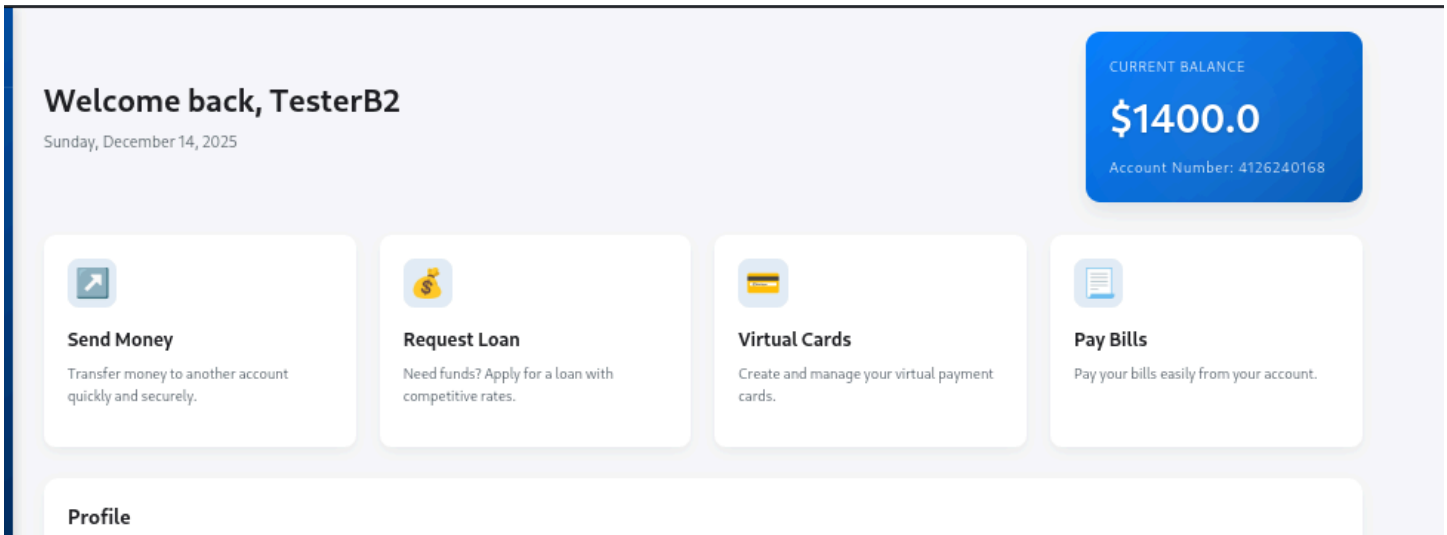 Welcome back, TesterB2
Sunday, December 14, 2025
CURRENT BALANCE
$1400.0
Account Number: 4126240168
Send Money
Transfer money to another account
quickly and securely.
Request Loan
Need funds? Apply for a loan with
competitive rates.
Virtual Cards
Create and manage your virtual payment
cards.
Pay Bills
Pay your bills easily from your account.
Profile